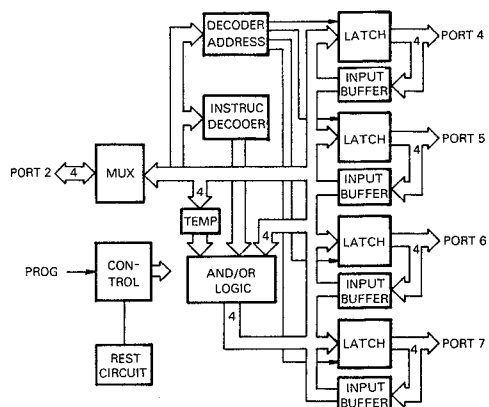 DECODER
ADDRESS
LATCH
4
PORT 4
INPUT
BUFFER
INSTRUC
DECOOER
LATCH
4
PORT 5
INPUT
BUFFER
PORT 2
4
MUX
4
TEMP
4
LATCH
4
PORT 6
INPUT
BUFFER
PROG
CON-
TROL
AND/OR
LOGIC
4
LATCH
4
PORT 7
INPUT
BUFFER
REST
CIRCUIT